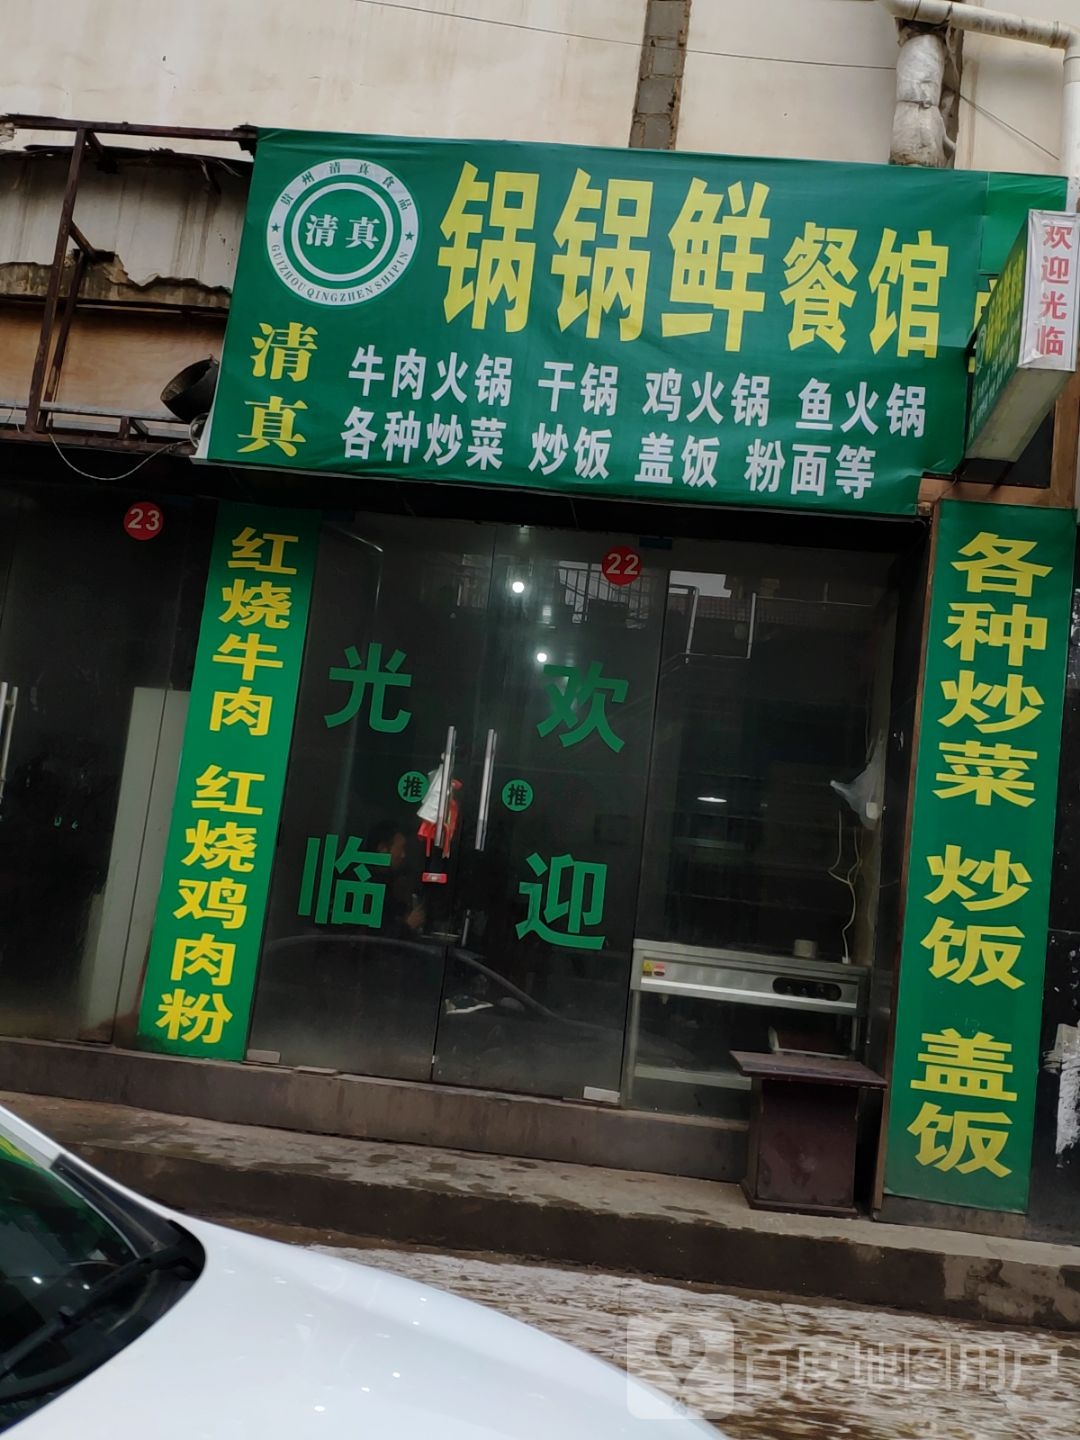 贵州清真食品
清真
GUIZHOU QINGZHEN SHIPIN
清真
锅锅鲜餐馆
牛肉火锅 干锅 鸡火锅 鱼火锅
各种炒菜 炒饭 盖饭 粉面等
欢迎光临
23
22
红烧牛肉 红烧鸡肉粉
欢迎
光临
推
推
各种炒菜 炒饭 盖饭
百度地图用户